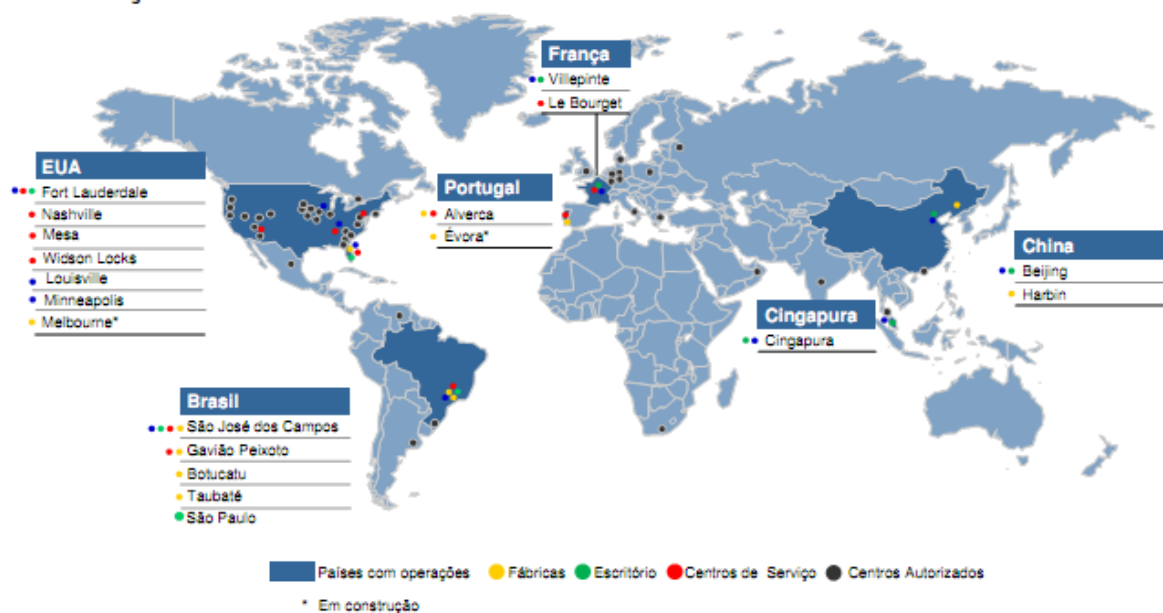 França
Villepinte
Le Bourget
EUA
Fort Lauderdale
Nashville
Mesa
Widson Locks
Louisville
Minneapolis
Melbourne*
Portugal
Alverca
Évora*
China
Beijing
Harbin
Cingapura
Cingapura
Brasil
São José dos Campos
Gavião Peixoto
Botucatu
Taubaté
São Paulo
Países com operações Fábricas Escritório Centros de Serviço Centros Autorizados
* Em construção